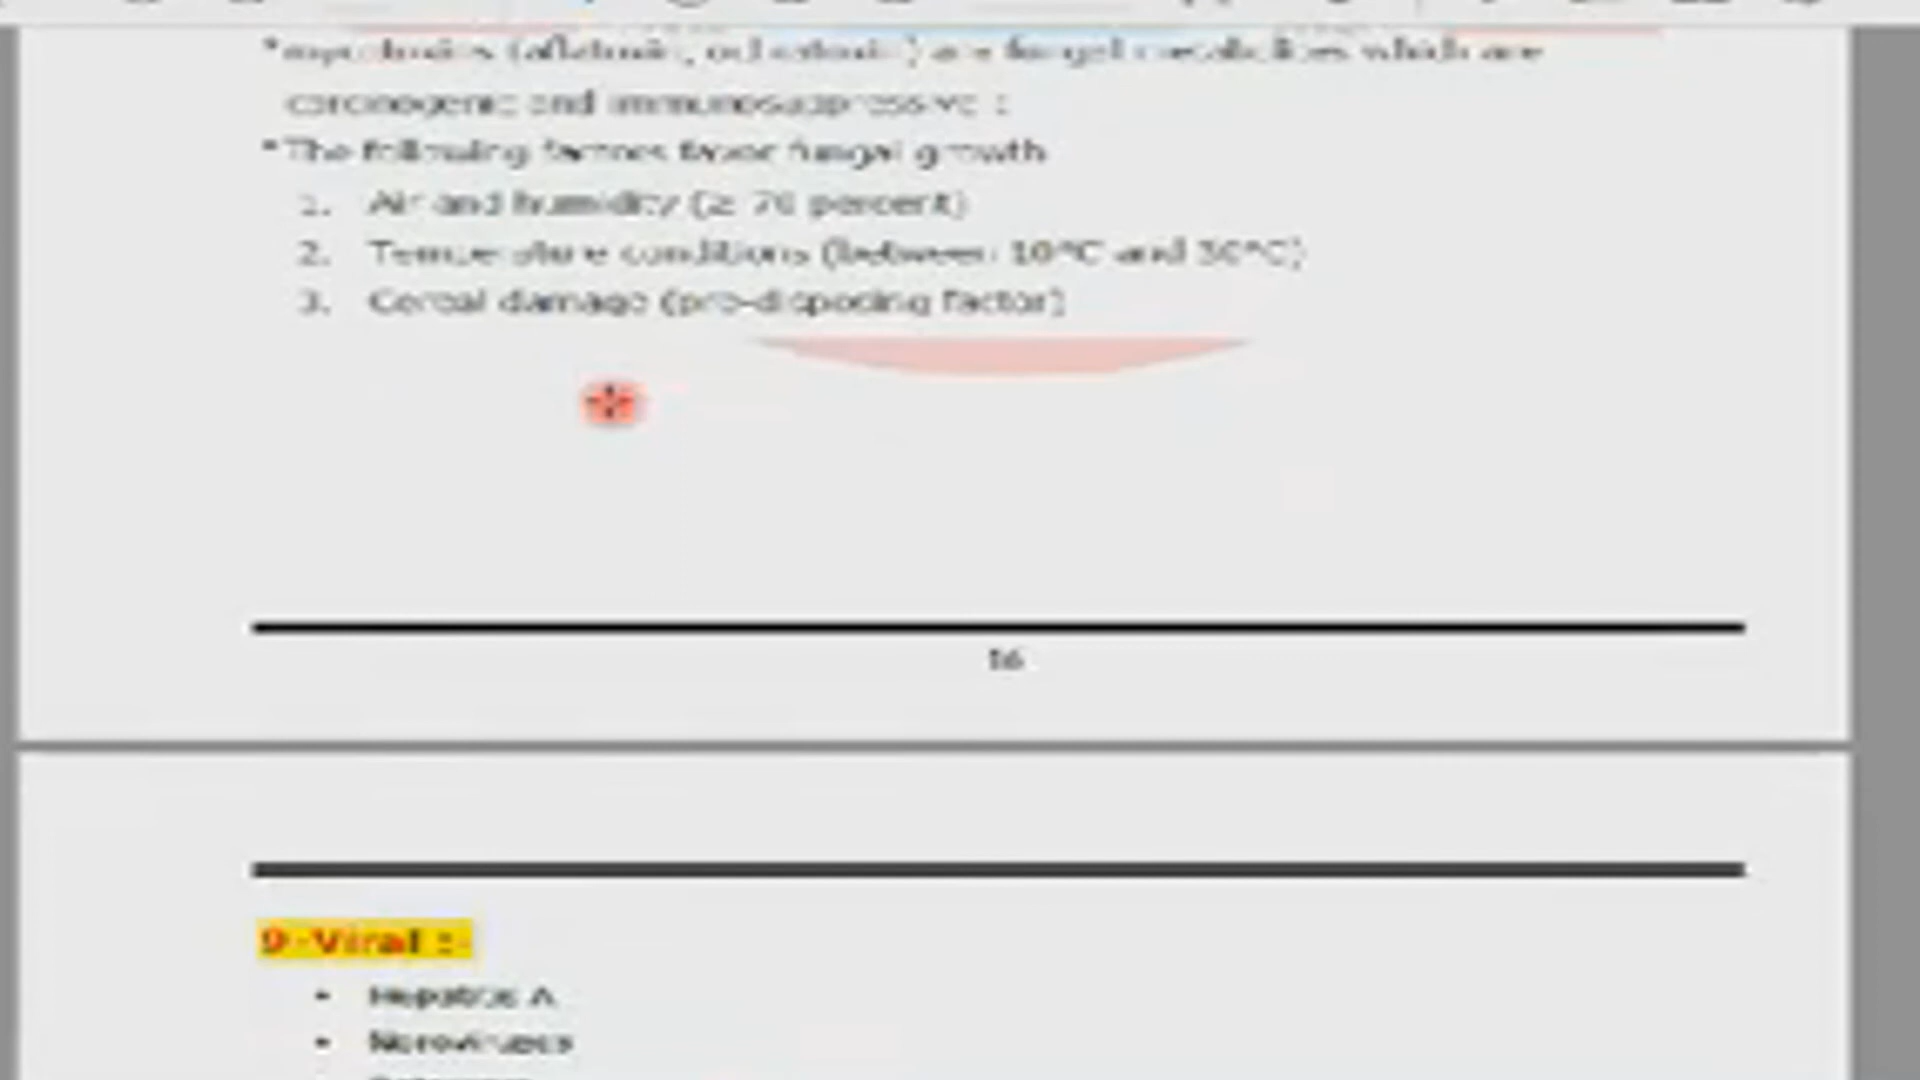 *mycotoxins (aflatoxin, ochratoxin) are fungal metabolites which are
carcinogenic and immunosuppressive :
*The following factors favor fungal growth
1. Air and humidity (≥ 70 percent)
2. Temperature conditions (between 10°C and 30°C)
3. Cereal damage (pre-disposing factor)
9-Viral :-
• Hepatitis A
• Noroviruses